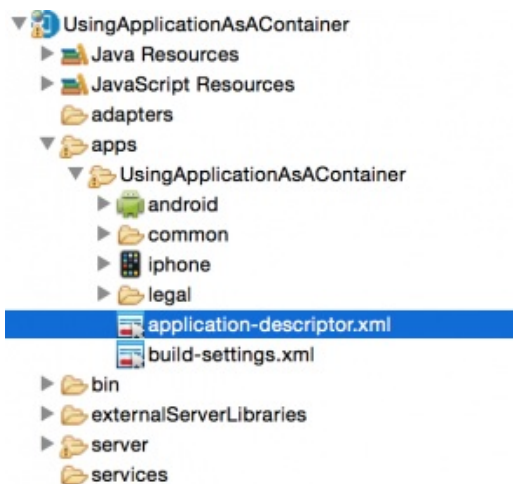 UsingApplicationAsAContainer
Java Resources
JavaScript Resources
adapters
apps
UsingApplicationAsAContainer
android
common
iphone
legal
application-descriptor.xml
build-settings.xml
bin
externalServerLibraries
server
services